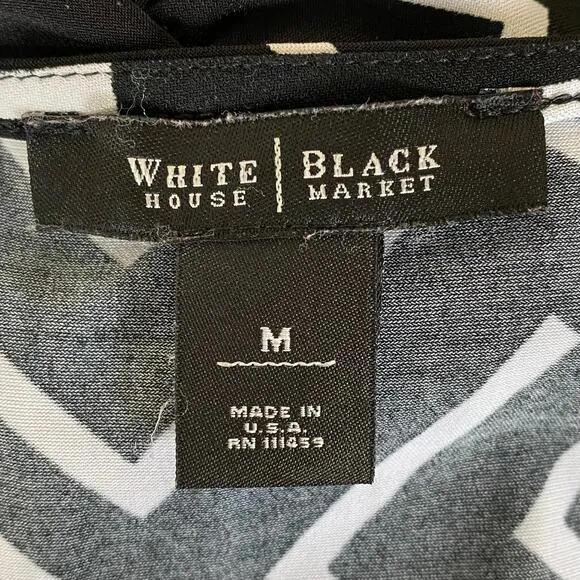 WHITE HOUSE | BLACK MARKET
M
MADE IN
U.S.A.
RN 111459